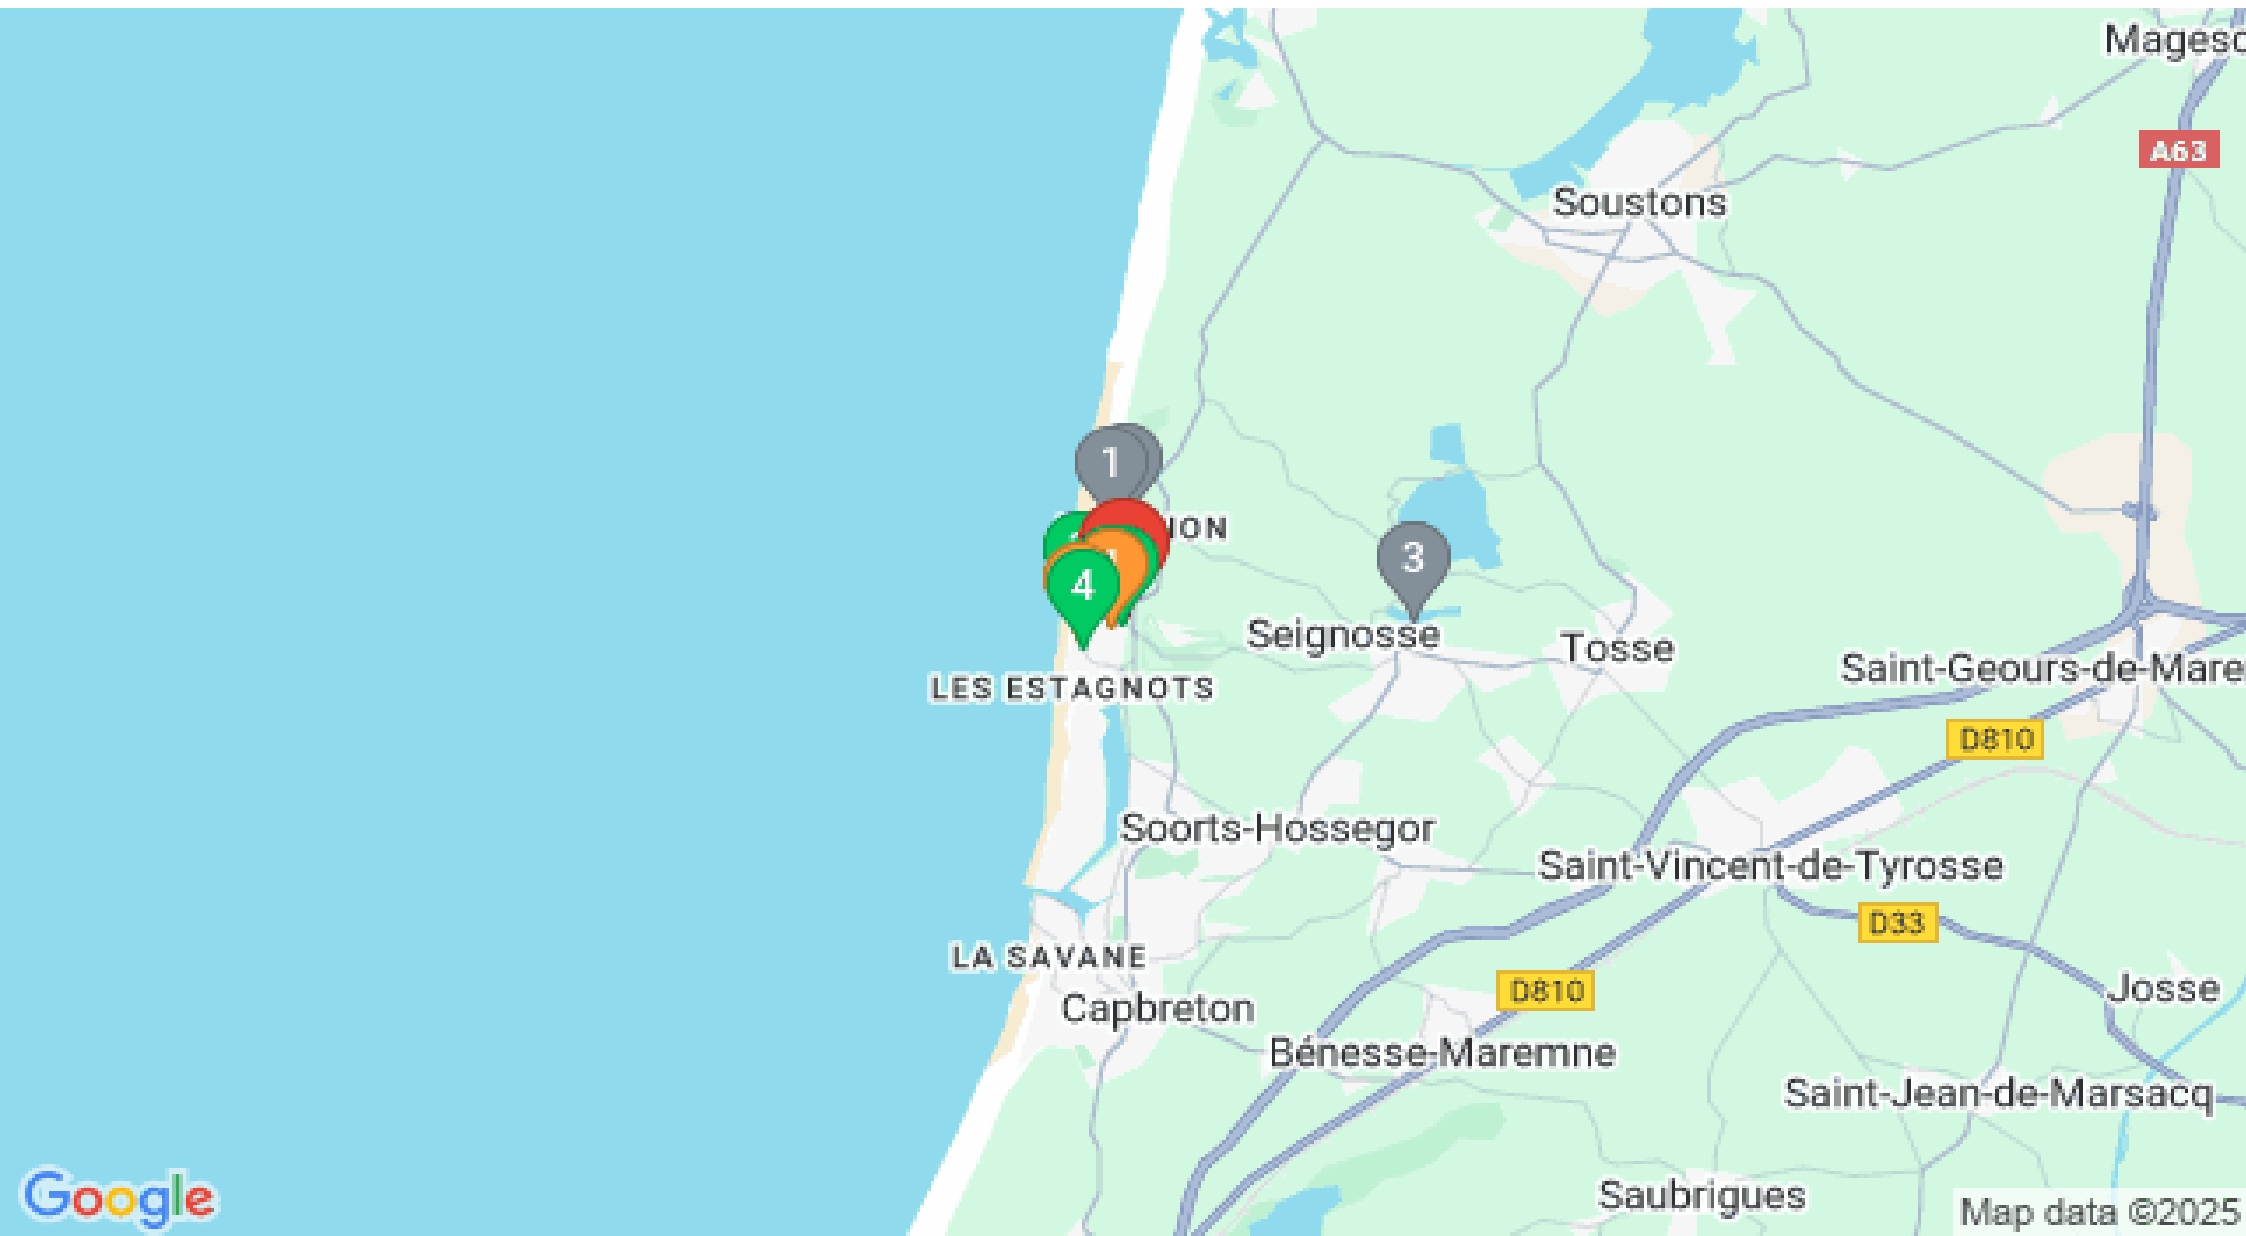 Magesc
A63
Soustons
1
NON
3
4
Seignosse
Tosse
Saint-Geours-de-Mare
LES ESTAGNOTS
D810
Soorts-Hossegor
Saint-Vincent-de-Tyrosse
D33
LA SAVANE
D810
Josse
Capbreton
Bénesse-Maremne
Saint-Jean-de-Marsacq
Saubrigues
Google
Map data ©2025